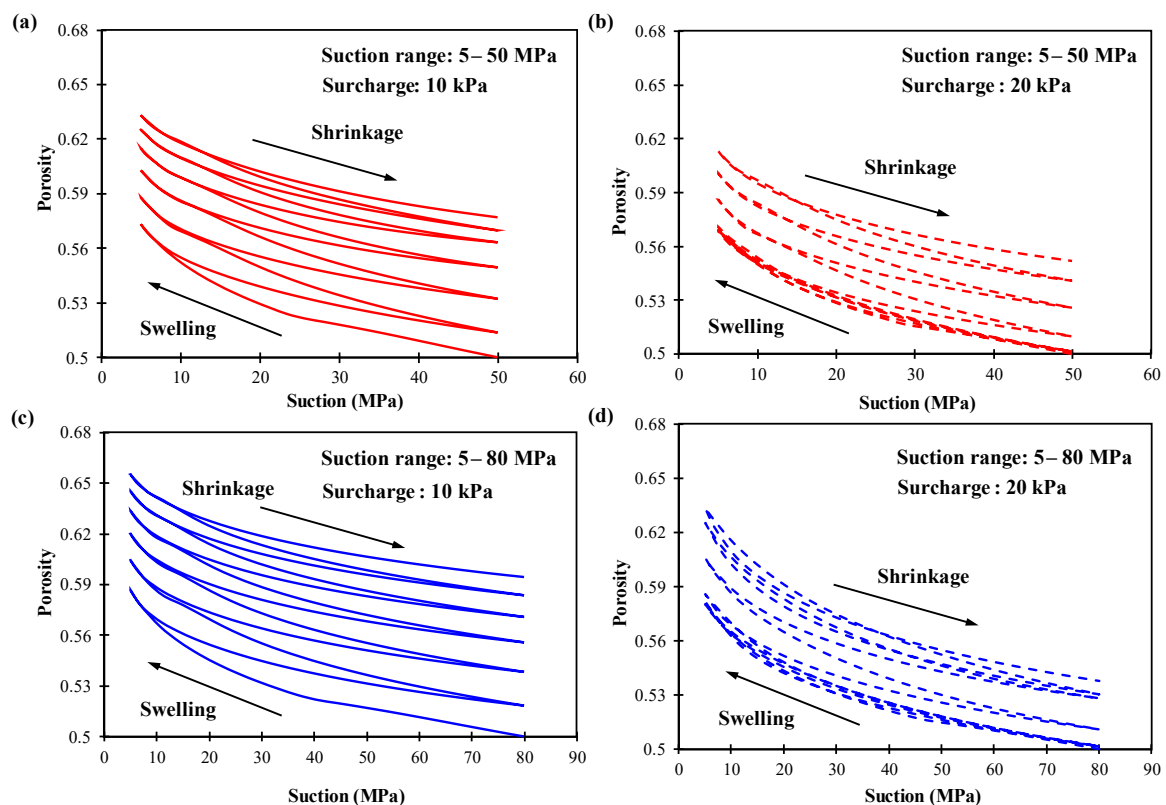 (a)
0.68
0.65
0.62
0.59
0.56
0.53
0.5
Porosity
Suction range: 5– 50 MPa
Surcharge: 10 kPa
Shrinkage
Swelling
0 10 20 30 40 50 60
Suction (MPa)
(b)
0.68
0.65
0.62
0.59
0.56
0.53
0.5
Porosity
Suction range: 5– 50 MPa
Surcharge : 20 kPa
Shrinkage
Swelling
0 10 20 30 40 50 60
Suction (MPa)
(c)
0.68
0.65
0.62
0.59
0.56
0.53
0.5
Porosity
Suction range: 5– 80 MPa
Surcharge : 10 kPa
Shrinkage
Swelling
0 10 20 30 40 50 60 70 80 90
Suction (MPa)
(d)
0.68
0.65
0.62
0.59
0.56
0.53
0.5
Porosity
Suction range: 5– 80 MPa
Surcharge : 20 kPa
Shrinkage
Swelling
0 10 20 30 40 50 60 70 80 90
Suction (MPa)